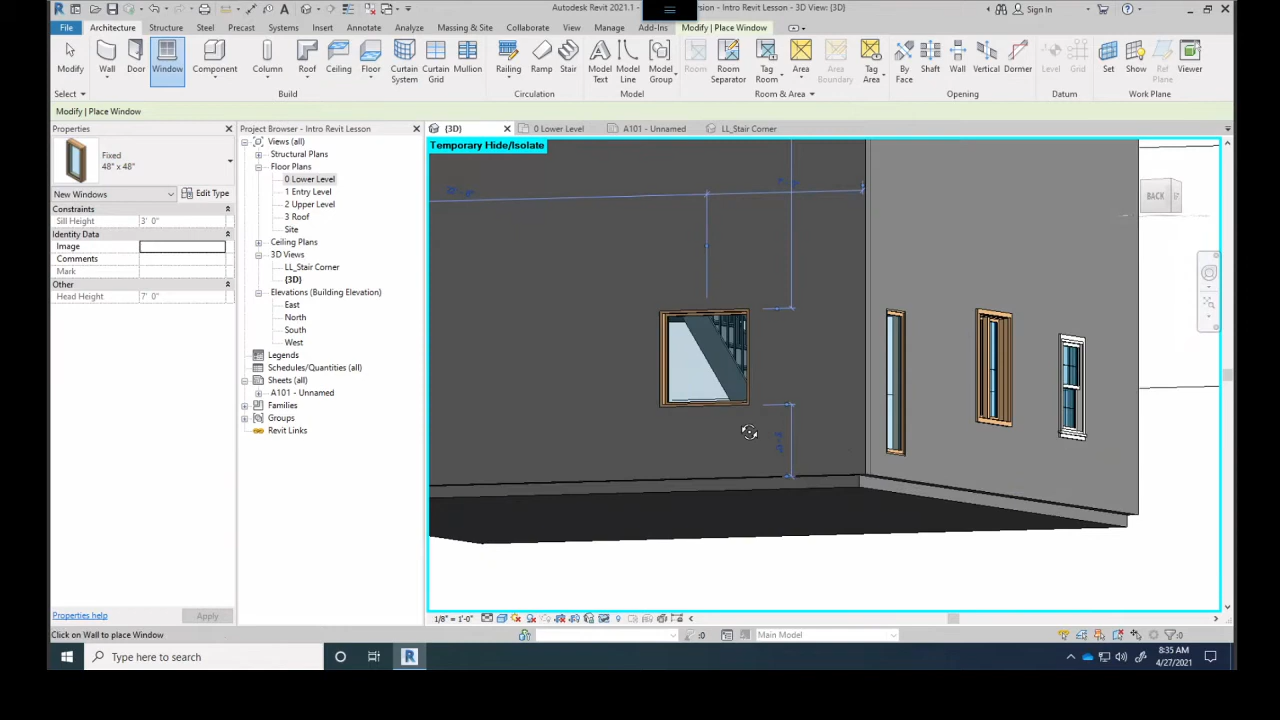 Autodesk Revit 2021.1 -
rsion - Intro Revit Lesson - 3D View: {3D}
Sign In
File
Architecture
Structure
Steel
Precast
Systems
Insert
Annotate
Analyze
Massing & Site
Collaborate
View
Manage
Add-Ins
Modify | Place Window
Modify
Wall
Door
Window
Component
Column
Roof
Ceiling
Floor
Curtain System
Curtain Grid
Mullion
Railing
Ramp
Stair
Model Text
Model Line
Model Group
Room
Room Separator
Tag Room
Area
Area Boundary
Tag Area
By Face
Shaft
Wall
Vertical
Dormer
Level
Grid
Set
Show
Ref Plane
Viewer
Select
Build
Circulation
Model
Room & Area
Opening
Datum
Work Plane
Modify | Place Window
Properties
Fixed
48" x 48"
New Windows
Edit Type
Constraints
Sill Height
3' 0"
Identity Data
Image
Comments
Mark
Other
Head Height
7' 0"
Properties help
Apply
Project Browser - Intro Revit Lesson
Views (all)
Structural Plans
Floor Plans
0 Lower Level
1 Entry Level
2 Upper Level
3 Roof
Site
Ceiling Plans
3D Views
LL_Stair Corner
{3D}
Elevations (Building Elevation)
East
North
South
West
Legends
Schedules/Quantities (all)
Sheets (all)
A101 - Unnamed
Families
Groups
Revit Links
{3D}
0 Lower Level
A101 - Unnamed
LL_Stair Corner
Temporary Hide/Isolate
BACK
1/8" = 1'-0"
Click on Wall to place Window
:0
Main Model
:0
Type here to search
8:35 AM
4/27/2021